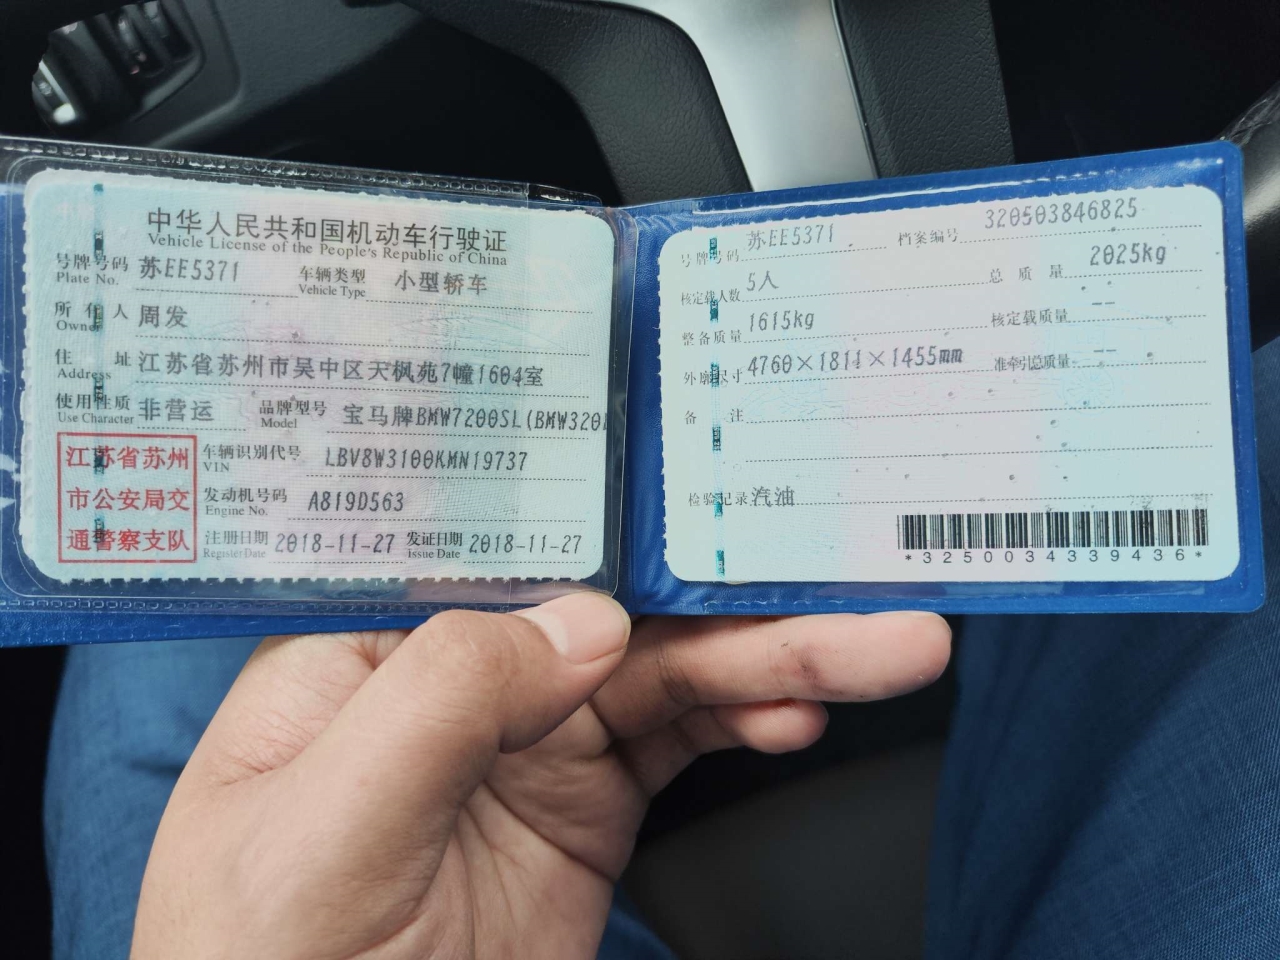 中华人民共和国机动车行驶证
Vehicle License of the People's Republic of China
号牌号码 苏EE5371 车辆类型 小型轿车
Plate No. Vehicle Type
所有人 周发
Owner
住址 江苏省苏州市吴中区天枫苑7幢1604室
Address
使用性质 非营运 品牌型号 宝马牌BMW7200SL(BMW320
Use Character Model
江苏省苏州
市公安局交
通警察支队
车辆识别代号 LBV8W3100KMN19737
VIN
发动机号码 A819D563
Engine No.
注册日期 2018-11-27 发证日期 2018-11-27
Register Date Issue Date
号牌号码 苏EE5371 档案编号 320503846825
核定载人数 5人 总质量 2025kg
整备质量 1615kg 核定载质量 --
外廓尺寸 4760×1811×1455mm 准牵引总质量 --
备注
检验记录 汽油
*3250034339436*